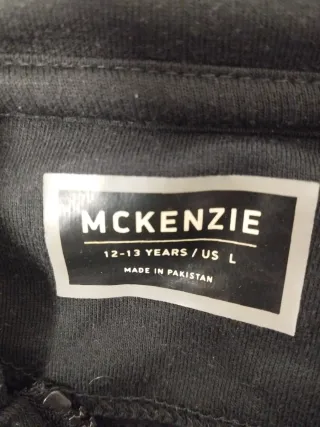 MCKENZIE
12-13 YEARS / US L
MADE IN PAKISTAN